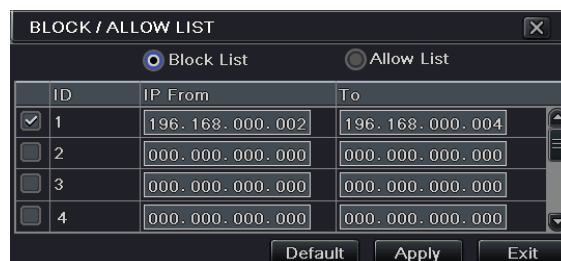 BLOCK / ALLOW LIST
Block List Allow List
ID IP From To
1 196. 168. 000. 002 196. 168. 000. 004
2 000. 000. 000. 000 000. 000. 000. 000
3 000. 000. 000. 000 000. 000. 000. 000
4 000. 000. 000. 000 000. 000. 000. 000
Default Apply Exit